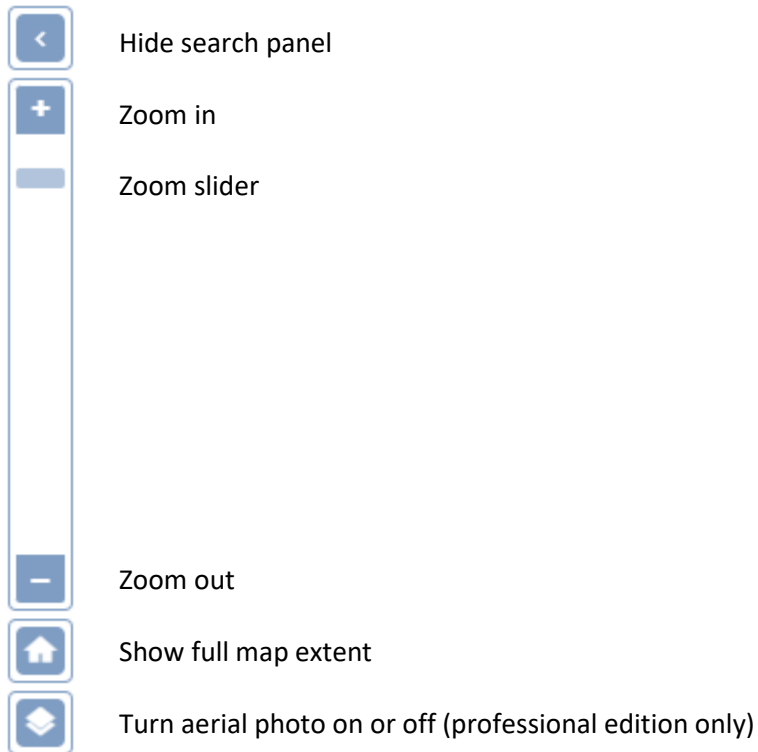 Hide search panel
Zoom in
Zoom slider
Zoom out
Show full map extent
Turn aerial photo on or off (professional edition only)